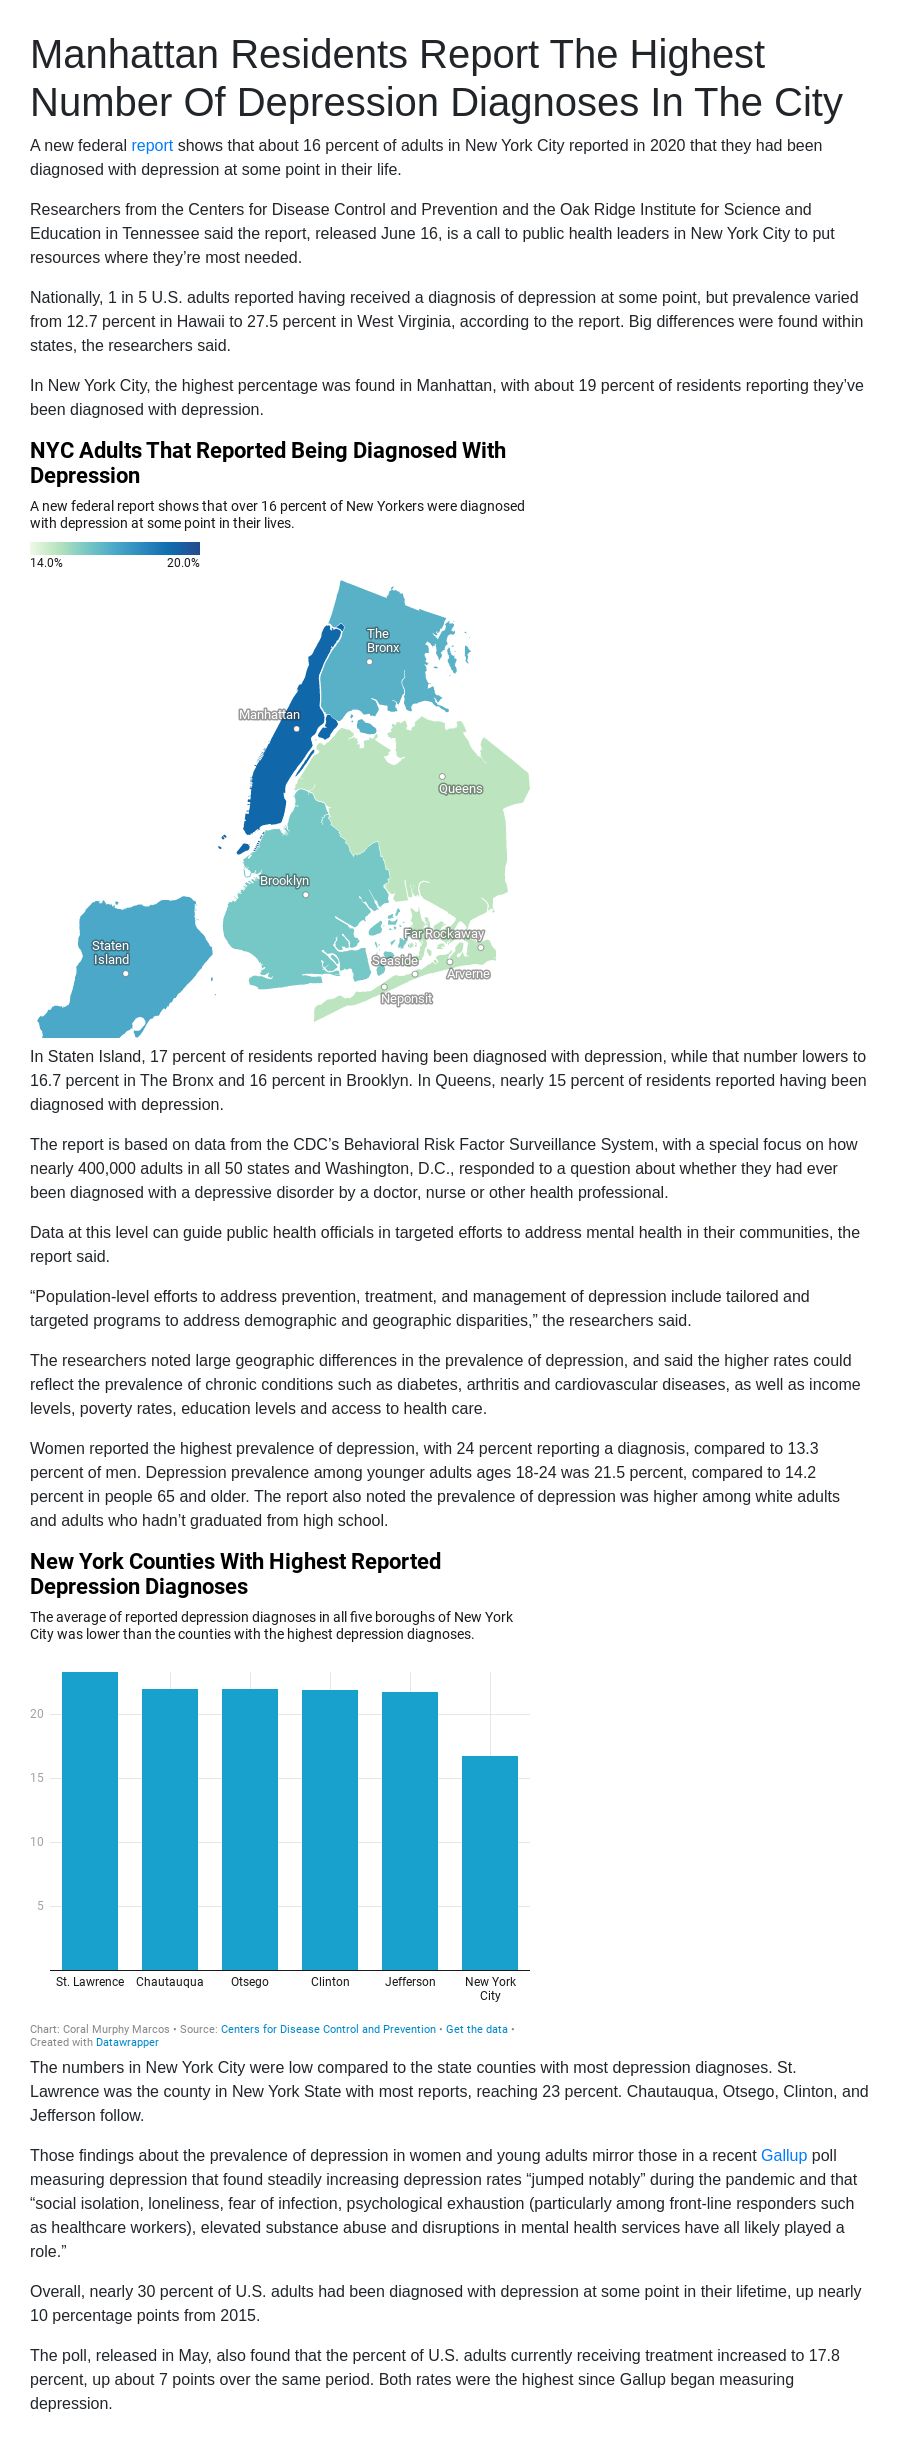 Manhattan Residents Report The Highest
Number Of Depression Diagnoses In The City
A new federal report shows that about 16 percent of adults in New York City reported in 2020 that they had been
diagnosed with depression at some point in their life.
Researchers from the Centers for Disease Control and Prevention and the Oak Ridge Institute for Science and
Education in Tennessee said the report, released June 16, is a call to public health leaders in New York City to put
resources where they’re most needed.
Nationally, 1 in 5 U.S. adults reported having received a diagnosis of depression at some point, but prevalence varied
from 12.7 percent in Hawaii to 27.5 percent in West Virginia, according to the report. Big differences were found within
states, the researchers said.
In New York City, the highest percentage was found in Manhattan, with about 19 percent of residents reporting they’ve
been diagnosed with depression.
NYC Adults That Reported Being Diagnosed With
Depression
A new federal report shows that over 16 percent of New Yorkers were diagnosed
with depression at some point in their lives.
14.0% 20.0%
The
Bronx
Manhattan
Queens
Brooklyn
Far Rockaway
Staten
Island
Seaside
Arverne
Neponsit
In Staten Island, 17 percent of residents reported having been diagnosed with depression, while that number lowers to
16.7 percent in The Bronx and 16 percent in Brooklyn. In Queens, nearly 15 percent of residents reported having been
diagnosed with depression.
The report is based on data from the CDC’s Behavioral Risk Factor Surveillance System, with a special focus on how
nearly 400,000 adults in all 50 states and Washington, D.C., responded to a question about whether they had ever
been diagnosed with a depressive disorder by a doctor, nurse or other health professional.
Data at this level can guide public health officials in targeted efforts to address mental health in their communities, the
report said.
“Population-level efforts to address prevention, treatment, and management of depression include tailored and
targeted programs to address demographic and geographic disparities,” the researchers said.
The researchers noted large geographic differences in the prevalence of depression, and said the higher rates could
reflect the prevalence of chronic conditions such as diabetes, arthritis and cardiovascular diseases, as well as income
levels, poverty rates, education levels and access to health care.
Women reported the highest prevalence of depression, with 24 percent reporting a diagnosis, compared to 13.3
percent of men. Depression prevalence among younger adults ages 18-24 was 21.5 percent, compared to 14.2
percent in people 65 and older. The report also noted the prevalence of depression was higher among white adults
and adults who hadn’t graduated from high school.
New York Counties With Highest Reported
Depression Diagnoses
The average of reported depression diagnoses in all five boroughs of New York
City was lower than the counties with the highest depression diagnoses.
20
15
10
5
St. Lawrence Chautauqua Otsego Clinton Jefferson New York
City
Chart: Coral Murphy Marcos • Source: Centers for Disease Control and Prevention • Get the data •
Created with Datawrapper
The numbers in New York City were low compared to the state counties with most depression diagnoses. St.
Lawrence was the county in New York State with most reports, reaching 23 percent. Chautauqua, Otsego, Clinton, and
Jefferson follow.
Those findings about the prevalence of depression in women and young adults mirror those in a recent Gallup poll
measuring depression that found steadily increasing depression rates “jumped notably” during the pandemic and that
“social isolation, loneliness, fear of infection, psychological exhaustion (particularly among front-line responders such
as healthcare workers), elevated substance abuse and disruptions in mental health services have all likely played a
role.”
Overall, nearly 30 percent of U.S. adults had been diagnosed with depression at some point in their lifetime, up nearly
10 percentage points from 2015.
The poll, released in May, also found that the percent of U.S. adults currently receiving treatment increased to 17.8
percent, up about 7 points over the same period. Both rates were the highest since Gallup began measuring
depression.